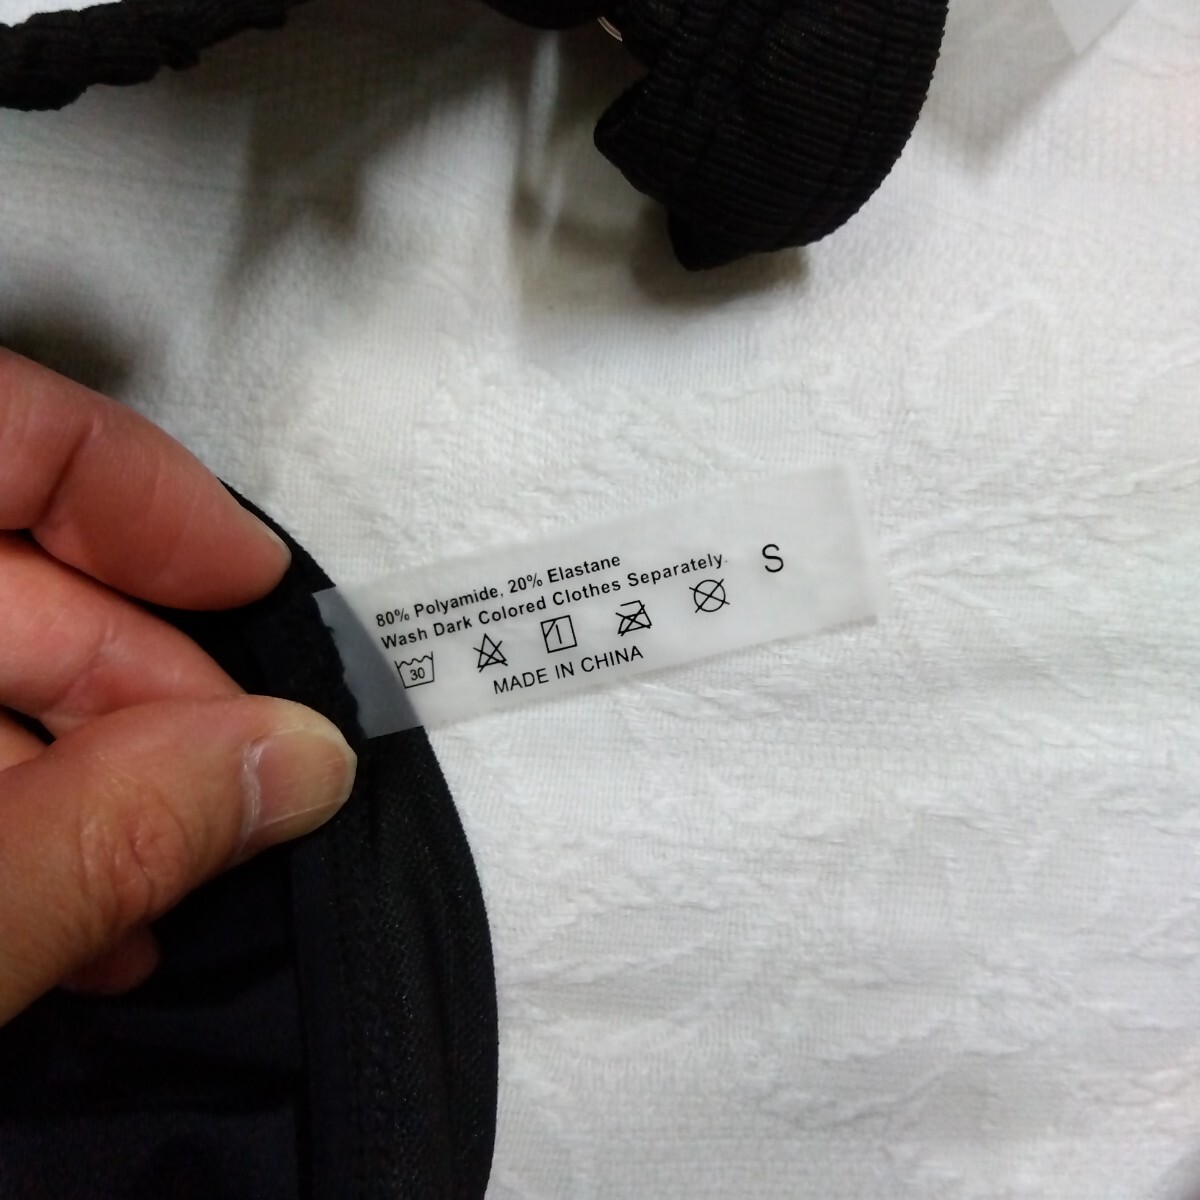 80% Polyamide, 20% Elastane
Wash Dark Colored Clothes Separately.
S
30
MADE IN CHINA